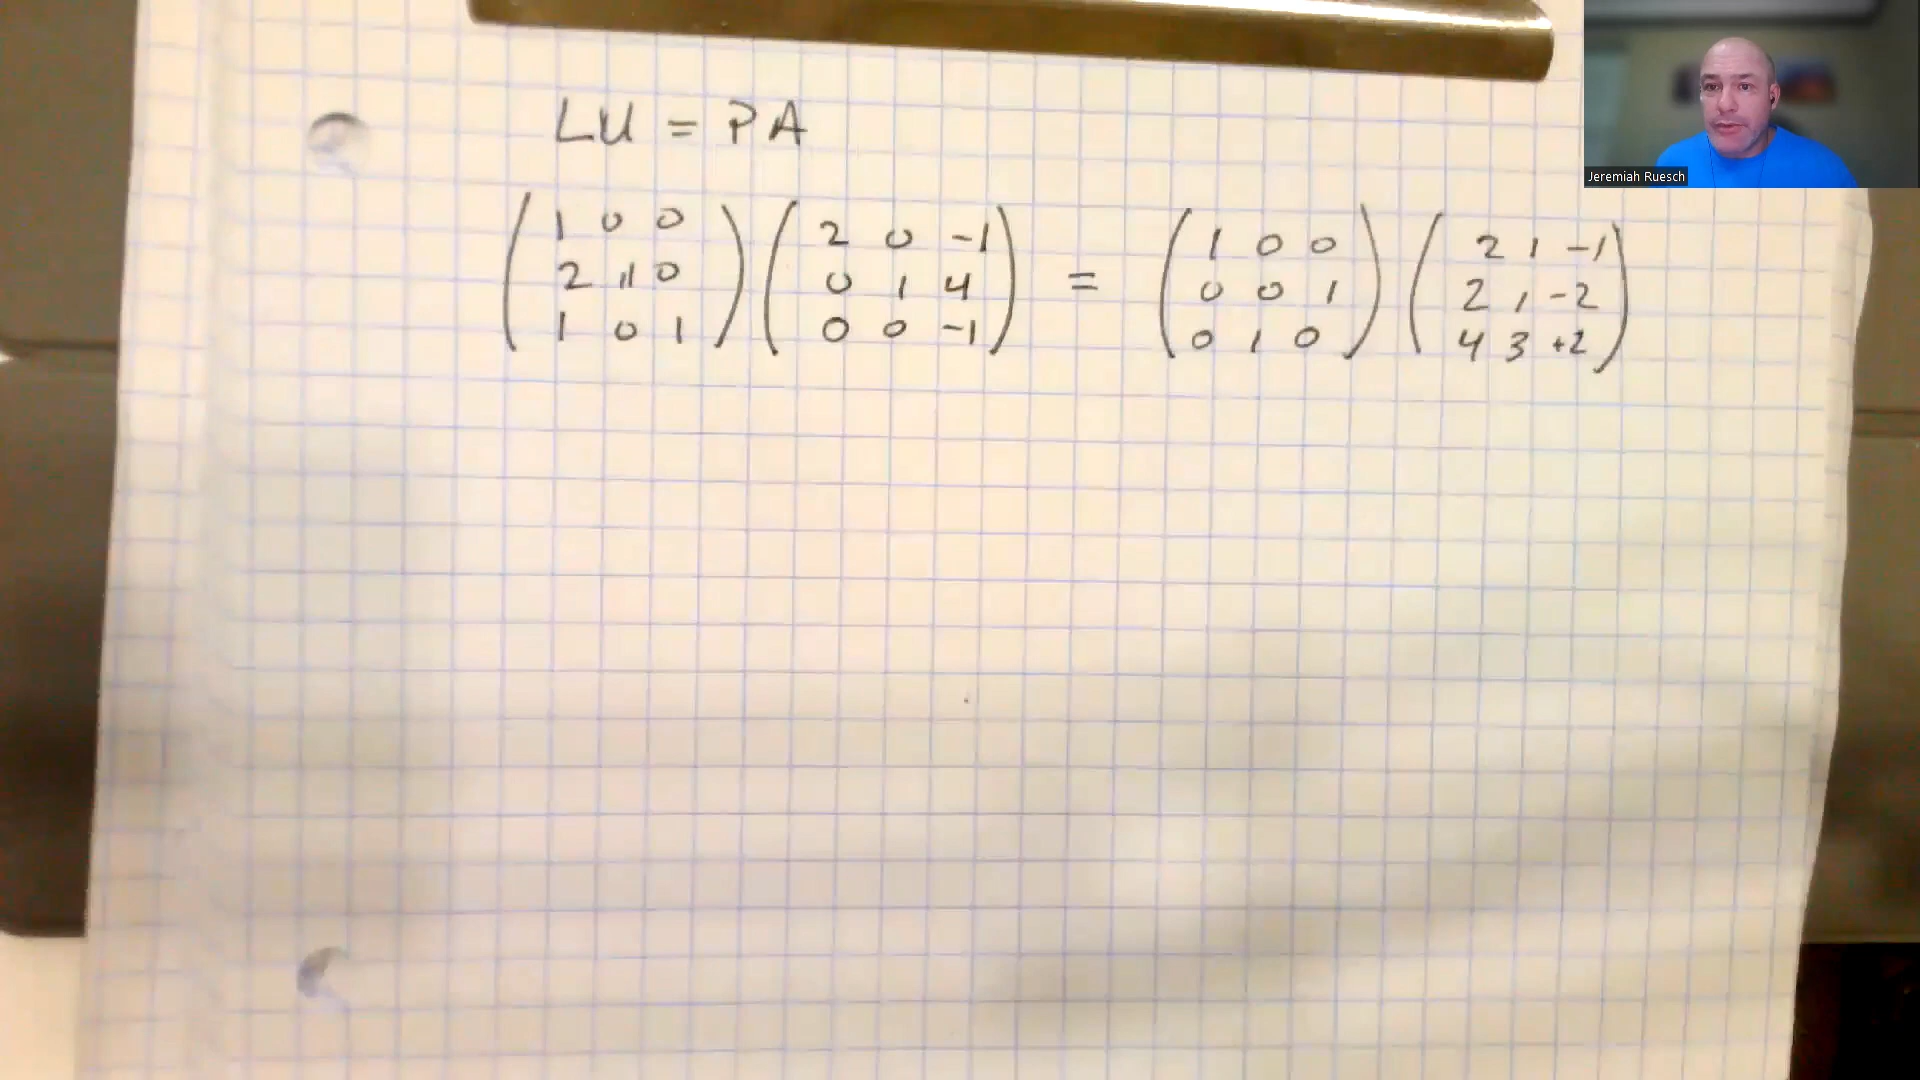 Jeremiah Ruesch
LU = PA
( 1 0 0 ) ( 2 0 -1 ) = ( 1 0 0 ) ( 2 1 -1 )
( 2 1 0 ) ( 0 1 4 ) ( 0 0 1 ) ( 2 1 -2 )
( 1 0 1 ) ( 0 0 -1 ) ( 0 1 0 ) ( 4 3 +2 )